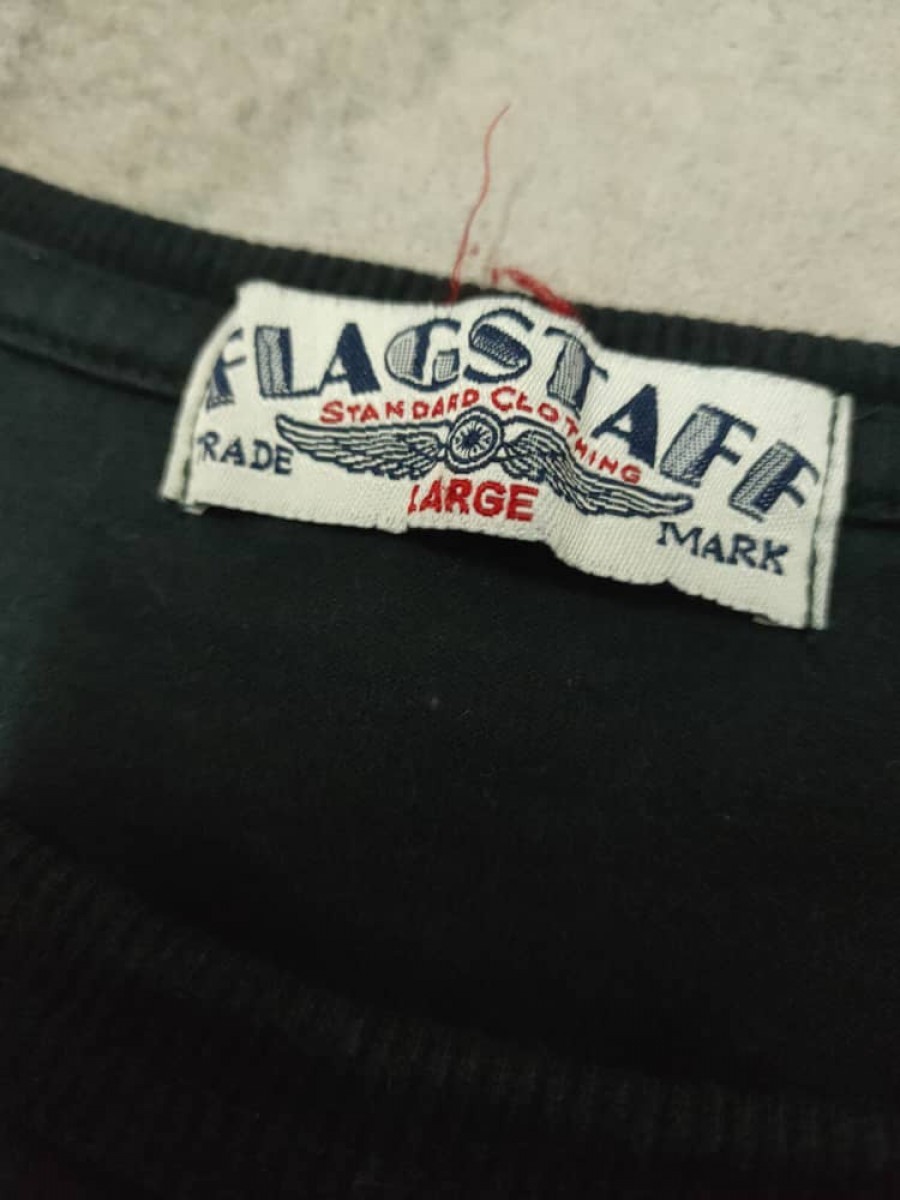 FLAGSTAFF
STANDARD CLOTHING
TRADE
LARGE
MARK